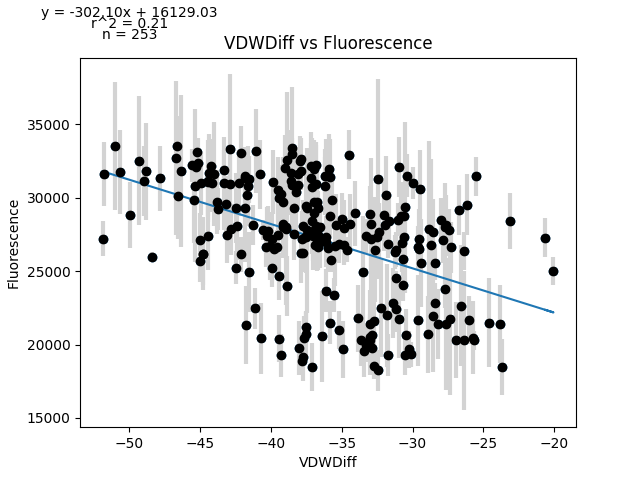 y = -302.10x + 16129.03
r^2 = 0.21
n = 253
VDWDiff vs Fluorescence
Fluorescence
35000
30000
25000
20000
15000
−50
−45
−40
−35
−30
−25
−20
VDWDiff